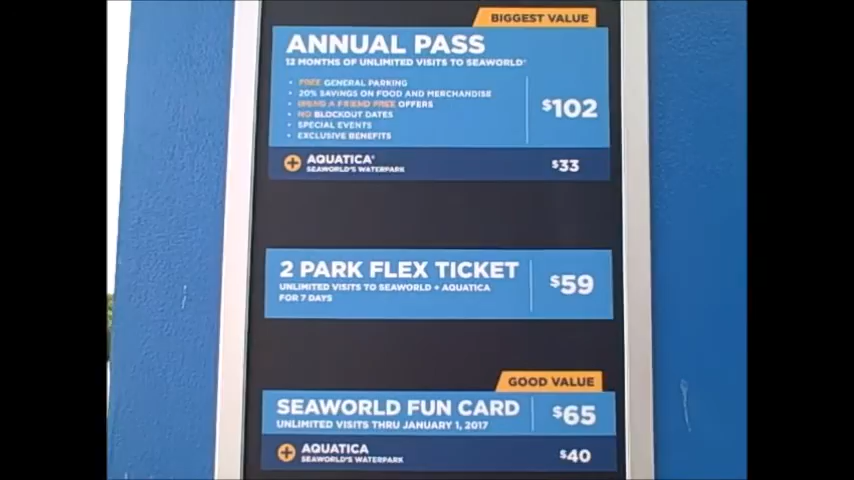 BIGGEST VALUE
ANNUAL PASS
12 MONTHS OF UNLIMITED VISITS TO SEAWORLD*
• FREE GENERAL PARKING
• 20% SAVINGS ON FOOD AND MERCHANDISE
• BRING A FRIEND FREE OFFERS
• NO BLOCKOUT DATES
• SPECIAL EVENTS
• EXCLUSIVE BENEFITS
$102
+ AQUATICA*
SEAWORLD'S WATERPARK
$33
2 PARK FLEX TICKET
UNLIMITED VISITS TO SEAWORLD + AQUATICA
FOR 7 DAYS
$59
GOOD VALUE
SEAWORLD FUN CARD
UNLIMITED VISITS THRU JANUARY 1, 2017
$65
+ AQUATICA
SEAWORLD'S WATERPARK
$40